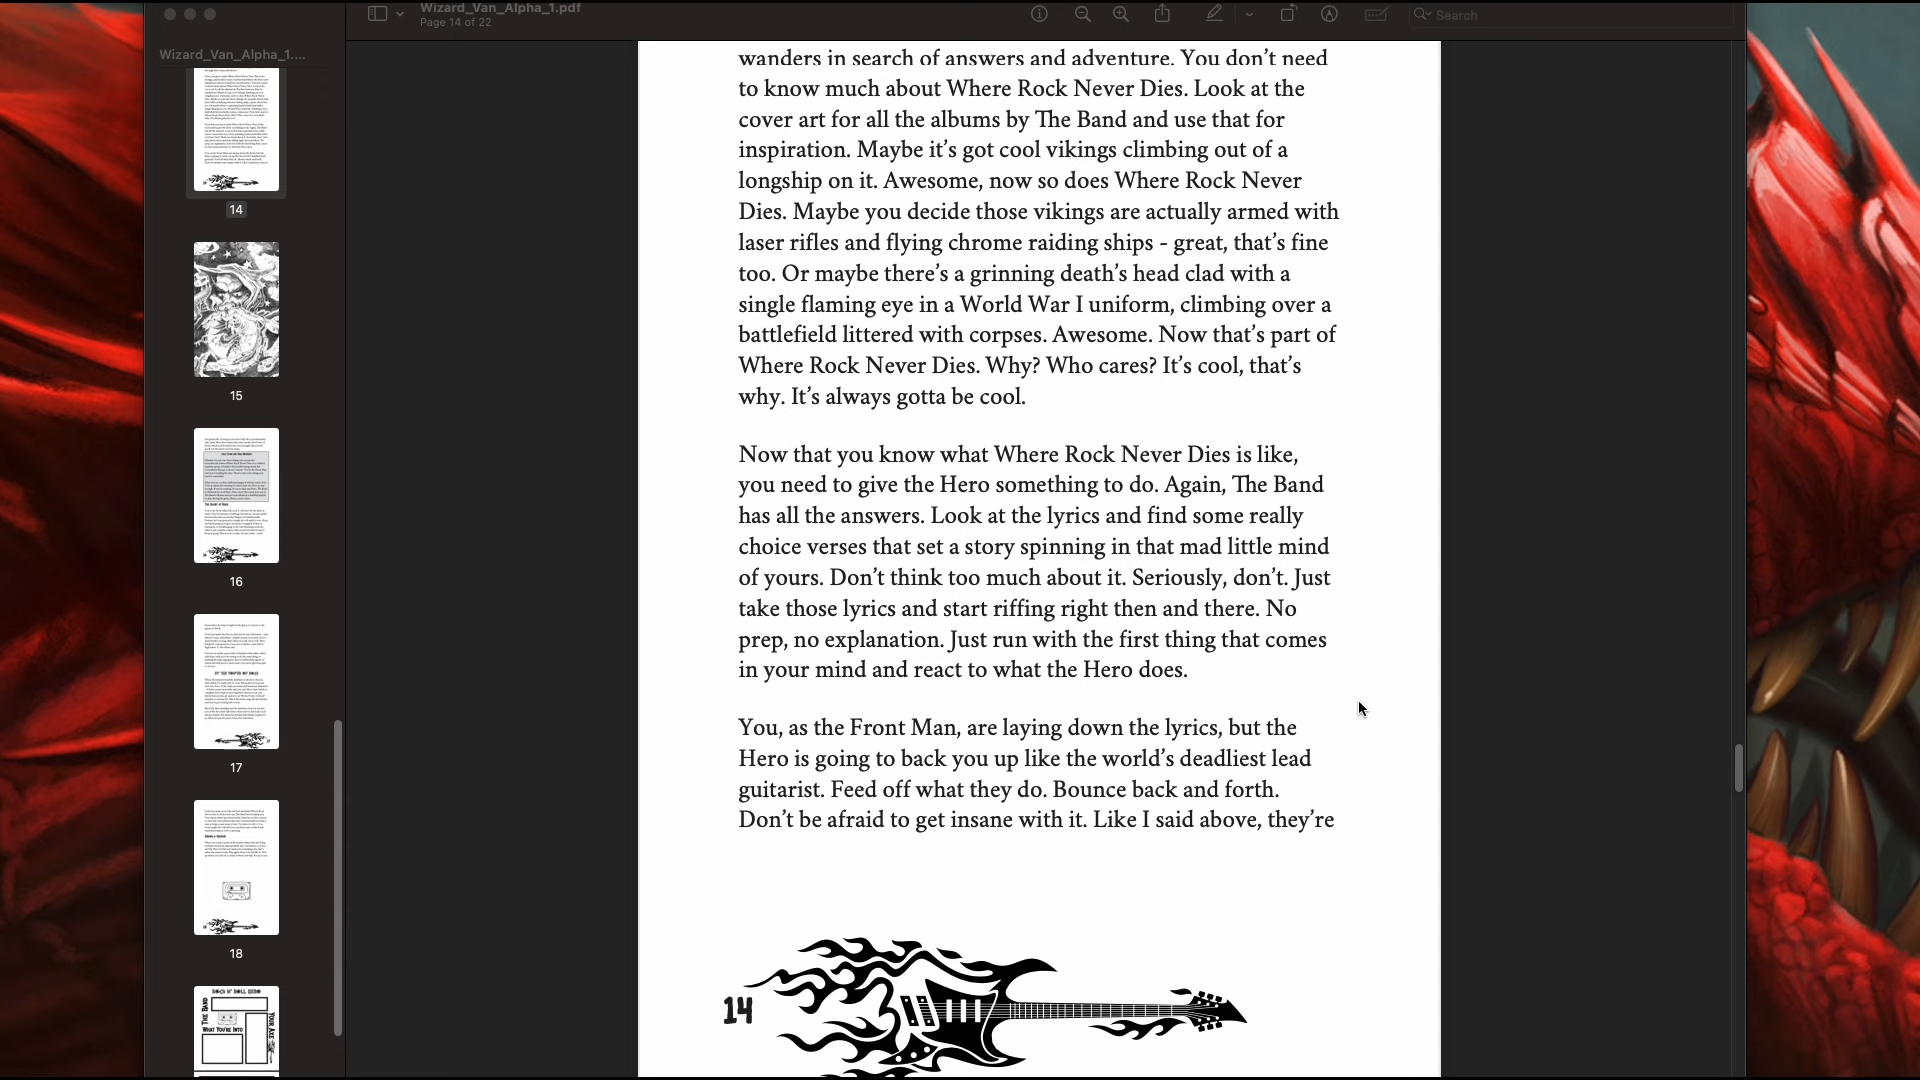 Wizard_Van_Alpha_1.pdf
Page 14 of 22
Search
Wizard_Van_Alpha_1....
14
15
16
17
18
ROCK N' ROLL HERO
THE BAND
WHAT YOU'RE INTO
YOUR AXE
wanders in search of answers and adventure. You don’t need
to know much about Where Rock Never Dies. Look at the
cover art for all the albums by The Band and use that for
inspiration. Maybe it’s got cool vikings climbing out of a
longship on it. Awesome, now so does Where Rock Never
Dies. Maybe you decide those vikings are actually armed with
laser rifles and flying chrome raiding ships - great, that’s fine
too. Or maybe there’s a grinning death’s head clad with a
single flaming eye in a World War I uniform, climbing over a
battlefield littered with corpses. Awesome. Now that’s part of
Where Rock Never Dies. Why? Who cares? It’s cool, that’s
why. It’s always gotta be cool.
Now that you know what Where Rock Never Dies is like,
you need to give the Hero something to do. Again, The Band
has all the answers. Look at the lyrics and find some really
choice verses that set a story spinning in that mad little mind
of yours. Don’t think too much about it. Seriously, don’t. Just
take those lyrics and start riffing right then and there. No
prep, no explanation. Just run with the first thing that comes
in your mind and react to what the Hero does.
You, as the Front Man, are laying down the lyrics, but the
Hero is going to back you up like the world’s deadliest lead
guitarist. Feed off what they do. Bounce back and forth.
Don’t be afraid to get insane with it. Like I said above, they’re
14